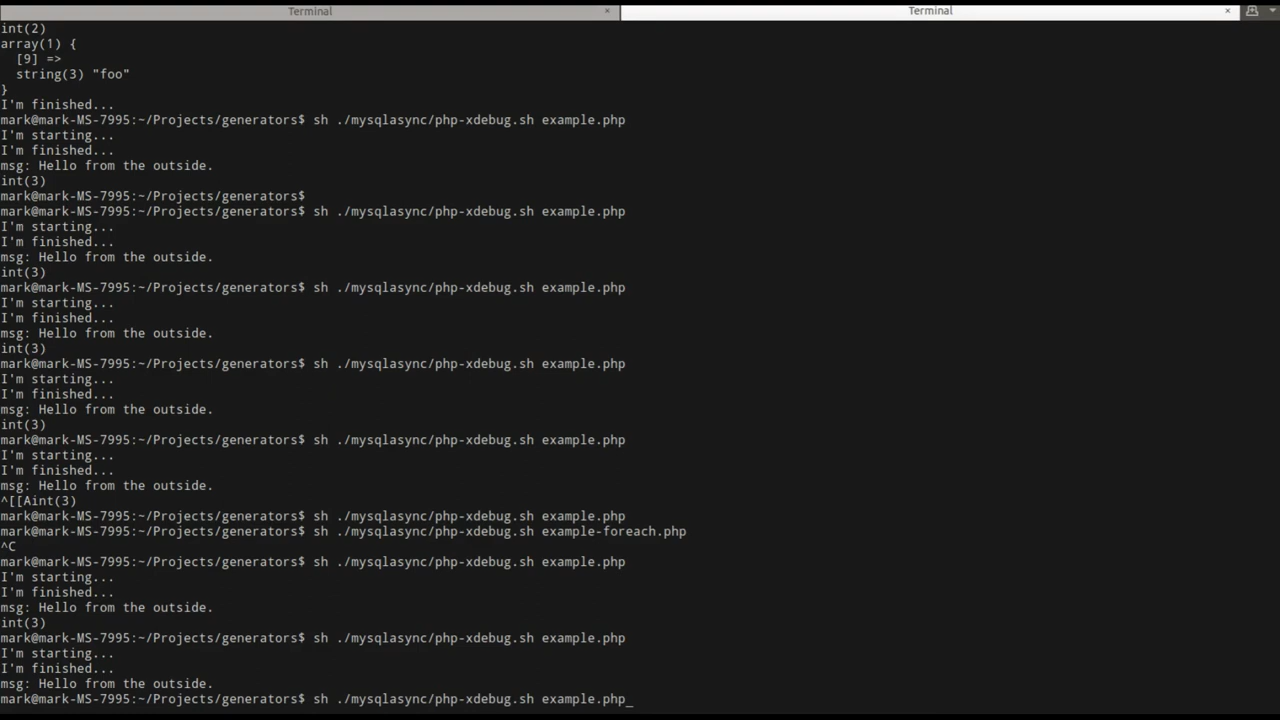 Terminal × Terminal ×
int(2)
array(1) {
  [9] =>
  string(3) "foo"
}
I'm finished...
mark@mark-MS-7995:~/Projects/generators$ sh ./mysqlasync/php-xdebug.sh example.php
I'm starting...
I'm finished...
msg: Hello from the outside.
int(3)
mark@mark-MS-7995:~/Projects/generators$
mark@mark-MS-7995:~/Projects/generators$ sh ./mysqlasync/php-xdebug.sh example.php
I'm starting...
I'm finished...
msg: Hello from the outside.
int(3)
mark@mark-MS-7995:~/Projects/generators$ sh ./mysqlasync/php-xdebug.sh example.php
I'm starting...
I'm finished...
msg: Hello from the outside.
int(3)
mark@mark-MS-7995:~/Projects/generators$ sh ./mysqlasync/php-xdebug.sh example.php
I'm starting...
I'm finished...
msg: Hello from the outside.
int(3)
mark@mark-MS-7995:~/Projects/generators$ sh ./mysqlasync/php-xdebug.sh example.php
I'm starting...
I'm finished...
msg: Hello from the outside.
^[[Aint(3)
mark@mark-MS-7995:~/Projects/generators$ sh ./mysqlasync/php-xdebug.sh example.php
mark@mark-MS-7995:~/Projects/generators$ sh ./mysqlasync/php-xdebug.sh example-foreach.php
^C
mark@mark-MS-7995:~/Projects/generators$ sh ./mysqlasync/php-xdebug.sh example.php
I'm starting...
I'm finished...
msg: Hello from the outside.
int(3)
mark@mark-MS-7995:~/Projects/generators$ sh ./mysqlasync/php-xdebug.sh example.php
I'm starting...
I'm finished...
msg: Hello from the outside.
mark@mark-MS-7995:~/Projects/generators$ sh ./mysqlasync/php-xdebug.sh example.php_